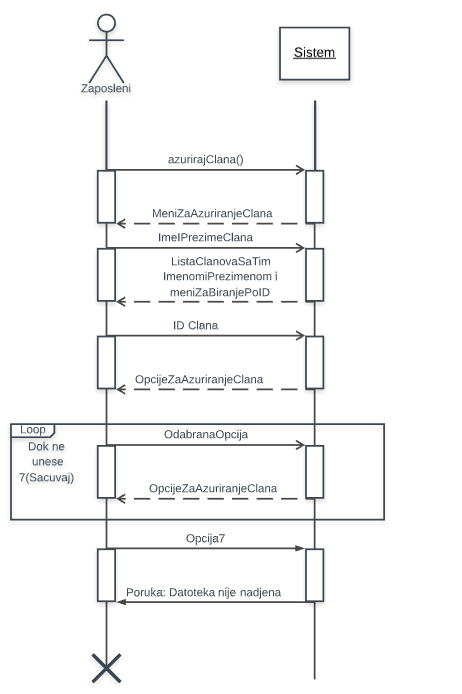 Zaposleni
Sistem
azurirajClana()
MeniZaAzuriranjeClana
ImeIPrezimeClana
ListaClanovaSaTim
ImenomiPrezimenom i
meniZaBiranjePoID
ID Clana
OpcijeZaAzuriranjeClana
Loop
Dok ne
unese
7(Sacuvaj)
OdabranaOpcija
OpcijeZaAzuriranjeClana
Opcija7
Poruka: Datoteka nije nadjena